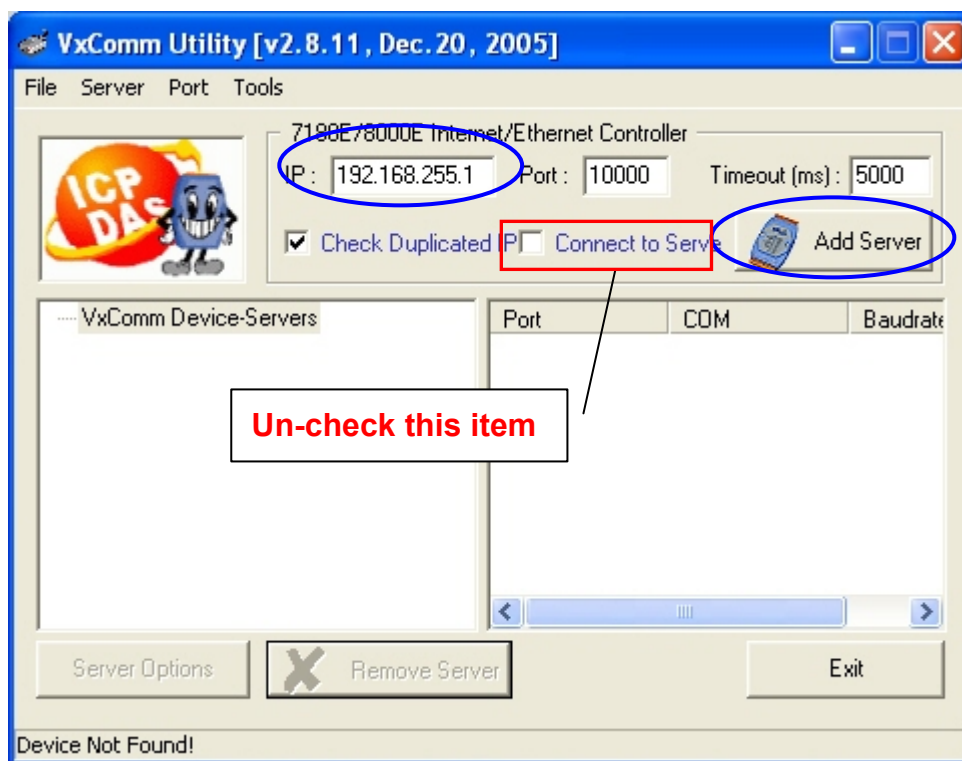 VxComm Utility [v2.8.11, Dec.20, 2005]
File Server Port Tools
ICP DAS
7188E/8000E Internet/Ethernet Controller
IP : 192.168.255.1 Port : 10000 Timeout (ms) : 5000
Check Duplicated IP Connect to Serve Add Server
VxComm Device-Servers
Port COM Baudrate
Un-check this item
Server Options Remove Server Exit
Device Not Found!